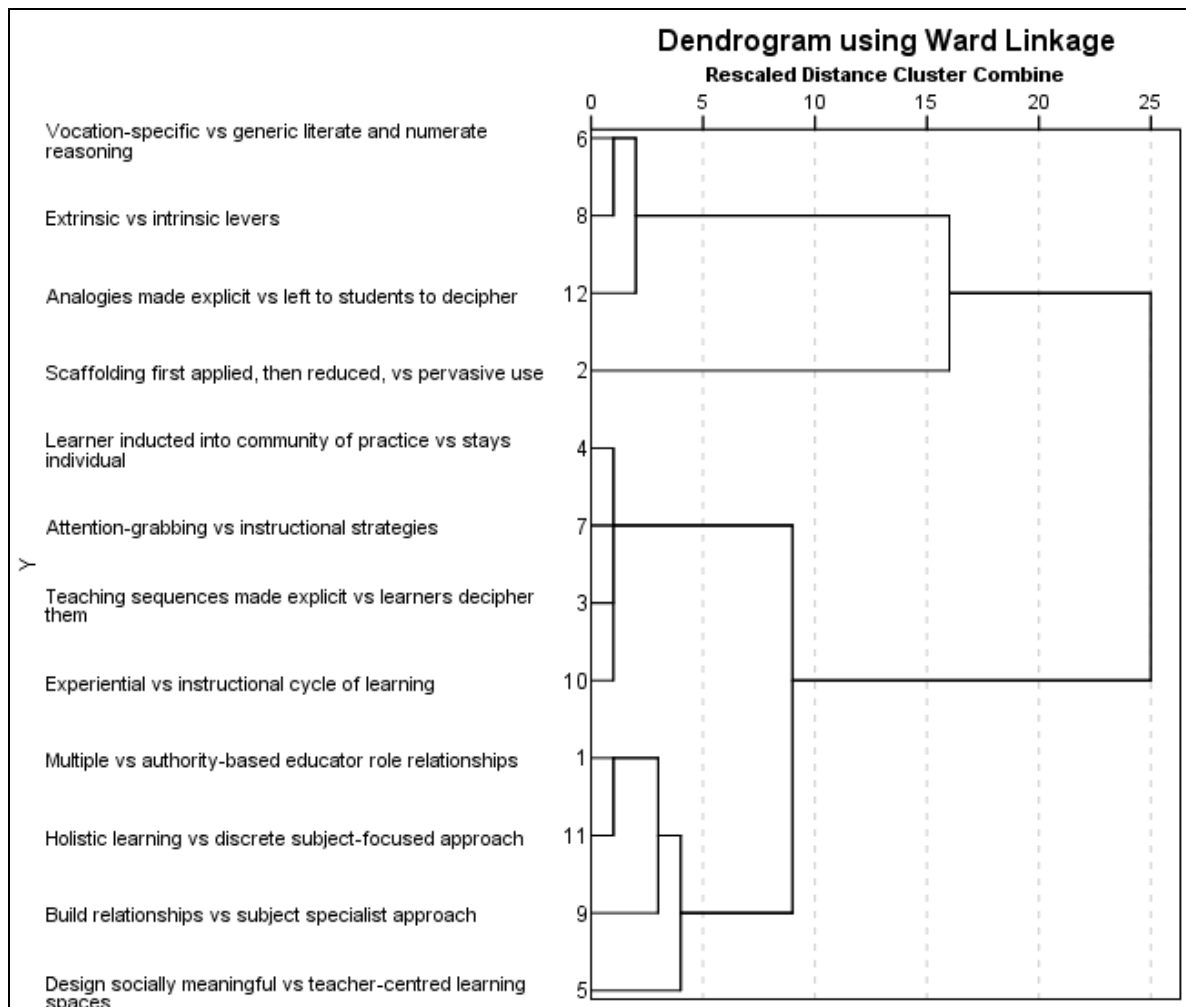 Dendrogram using Ward Linkage
Rescaled Distance Cluster Combine
0 5 10 15 20 25
Vocation-specific vs generic literate and numerate
reasoning
6
Extrinsic vs intrinsic levers
8
Analogies made explicit vs left to students to decipher
12
Scaffolding first applied, then reduced, vs pervasive use
2
Learner inducted into community of practice vs stays
individual
4
Attention-grabbing vs instructional strategies
7
Y
Teaching sequences made explicit vs learners decipher
them
3
Experiential vs instructional cycle of learning
10
Multiple vs authority-based educator role relationships
1
Holistic learning vs discrete subject-focused approach
11
Build relationships vs subject specialist approach
9
Design socially meaningful vs teacher-centred learning
spaces
5